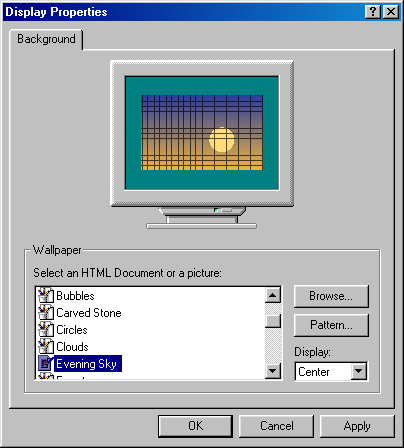 Display Properties
Background
Wallpaper
Select an HTML Document or a picture:
Bubbles
Carved Stone
Circles
Clouds
Evening Sky
Browse...
Pattern...
Display:
Center
OK
Cancel
Apply